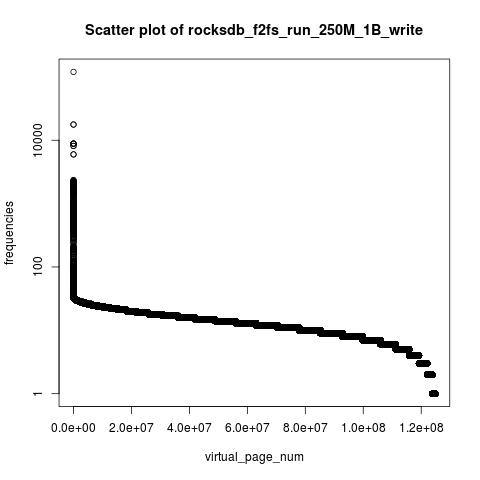 Scatter plot of rocksdb_f2fs_run_250M_1B_write
frequencies
10000
100
1
0.0e+00 2.0e+07 4.0e+07 6.0e+07 8.0e+07 1.0e+08 1.2e+08
virtual_page_num